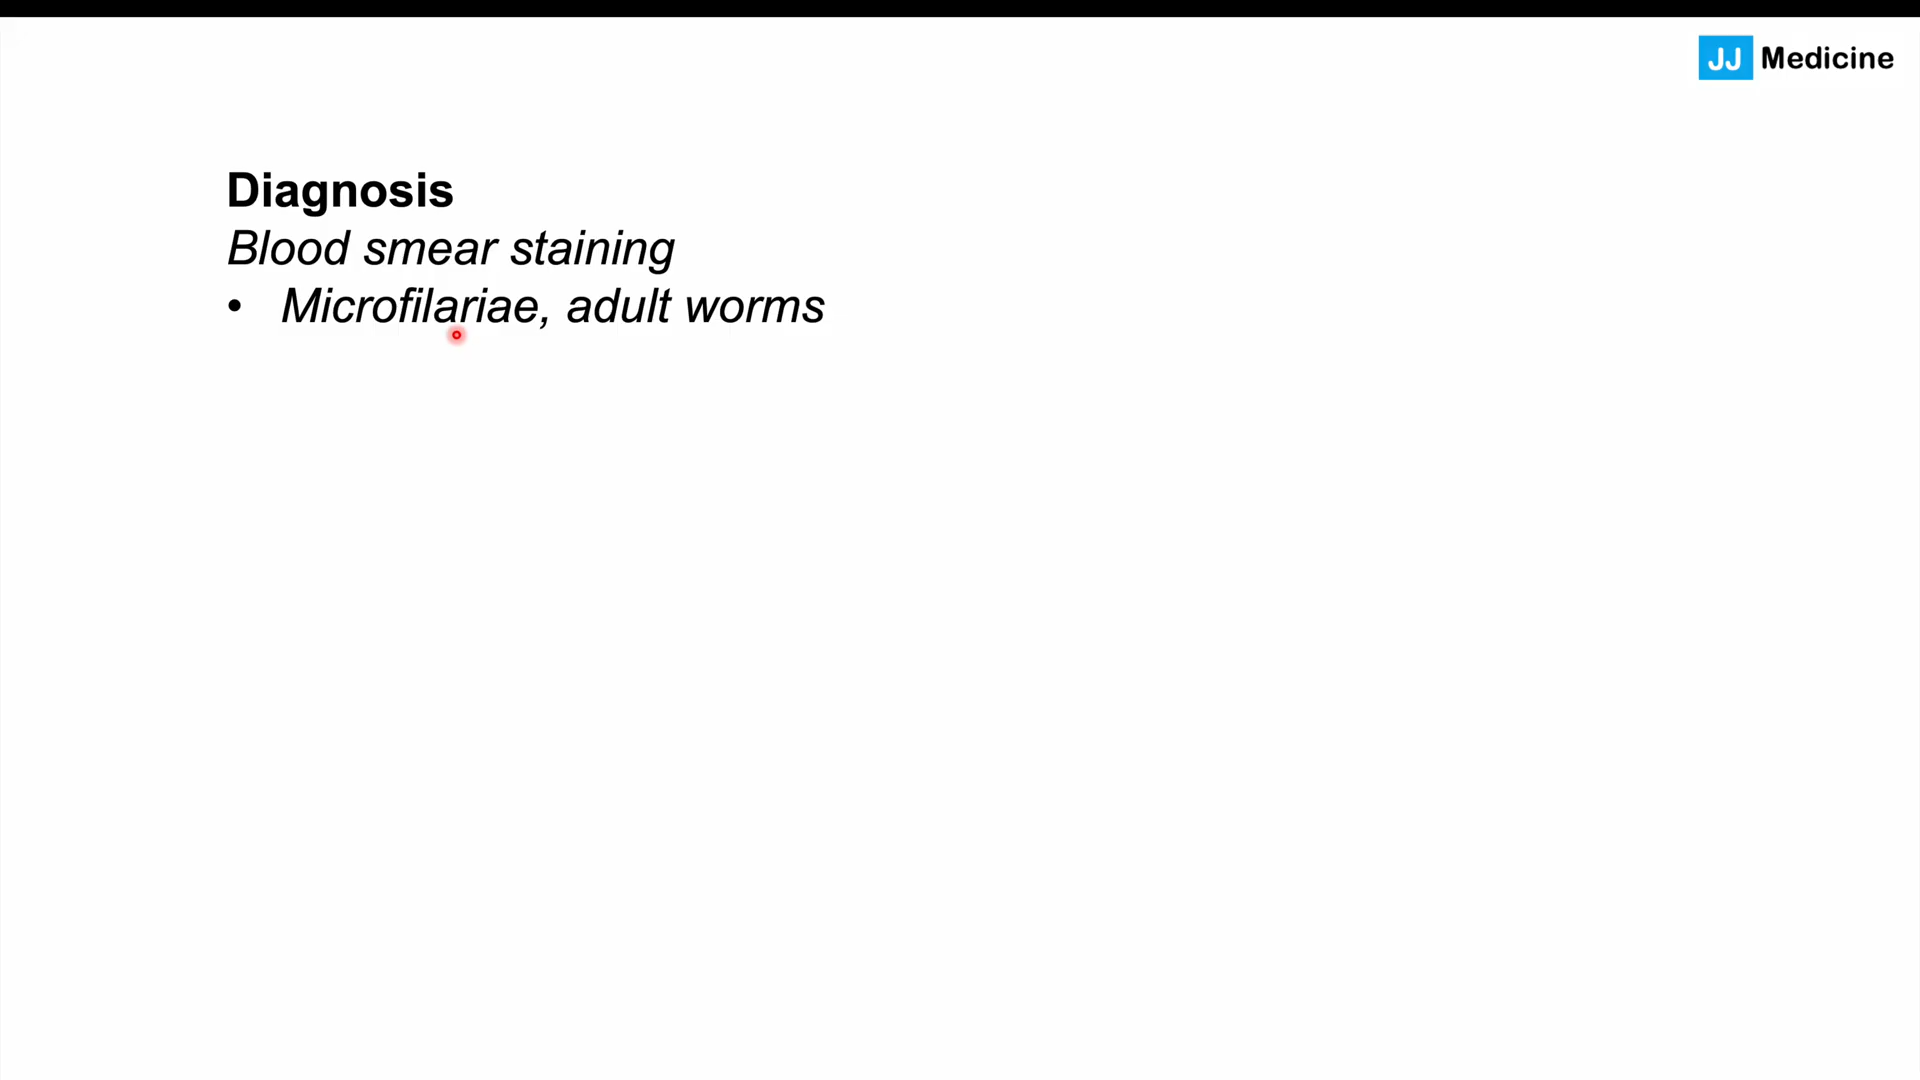 JJ Medicine
Diagnosis
Blood smear staining
• Microfilariae, adult worms